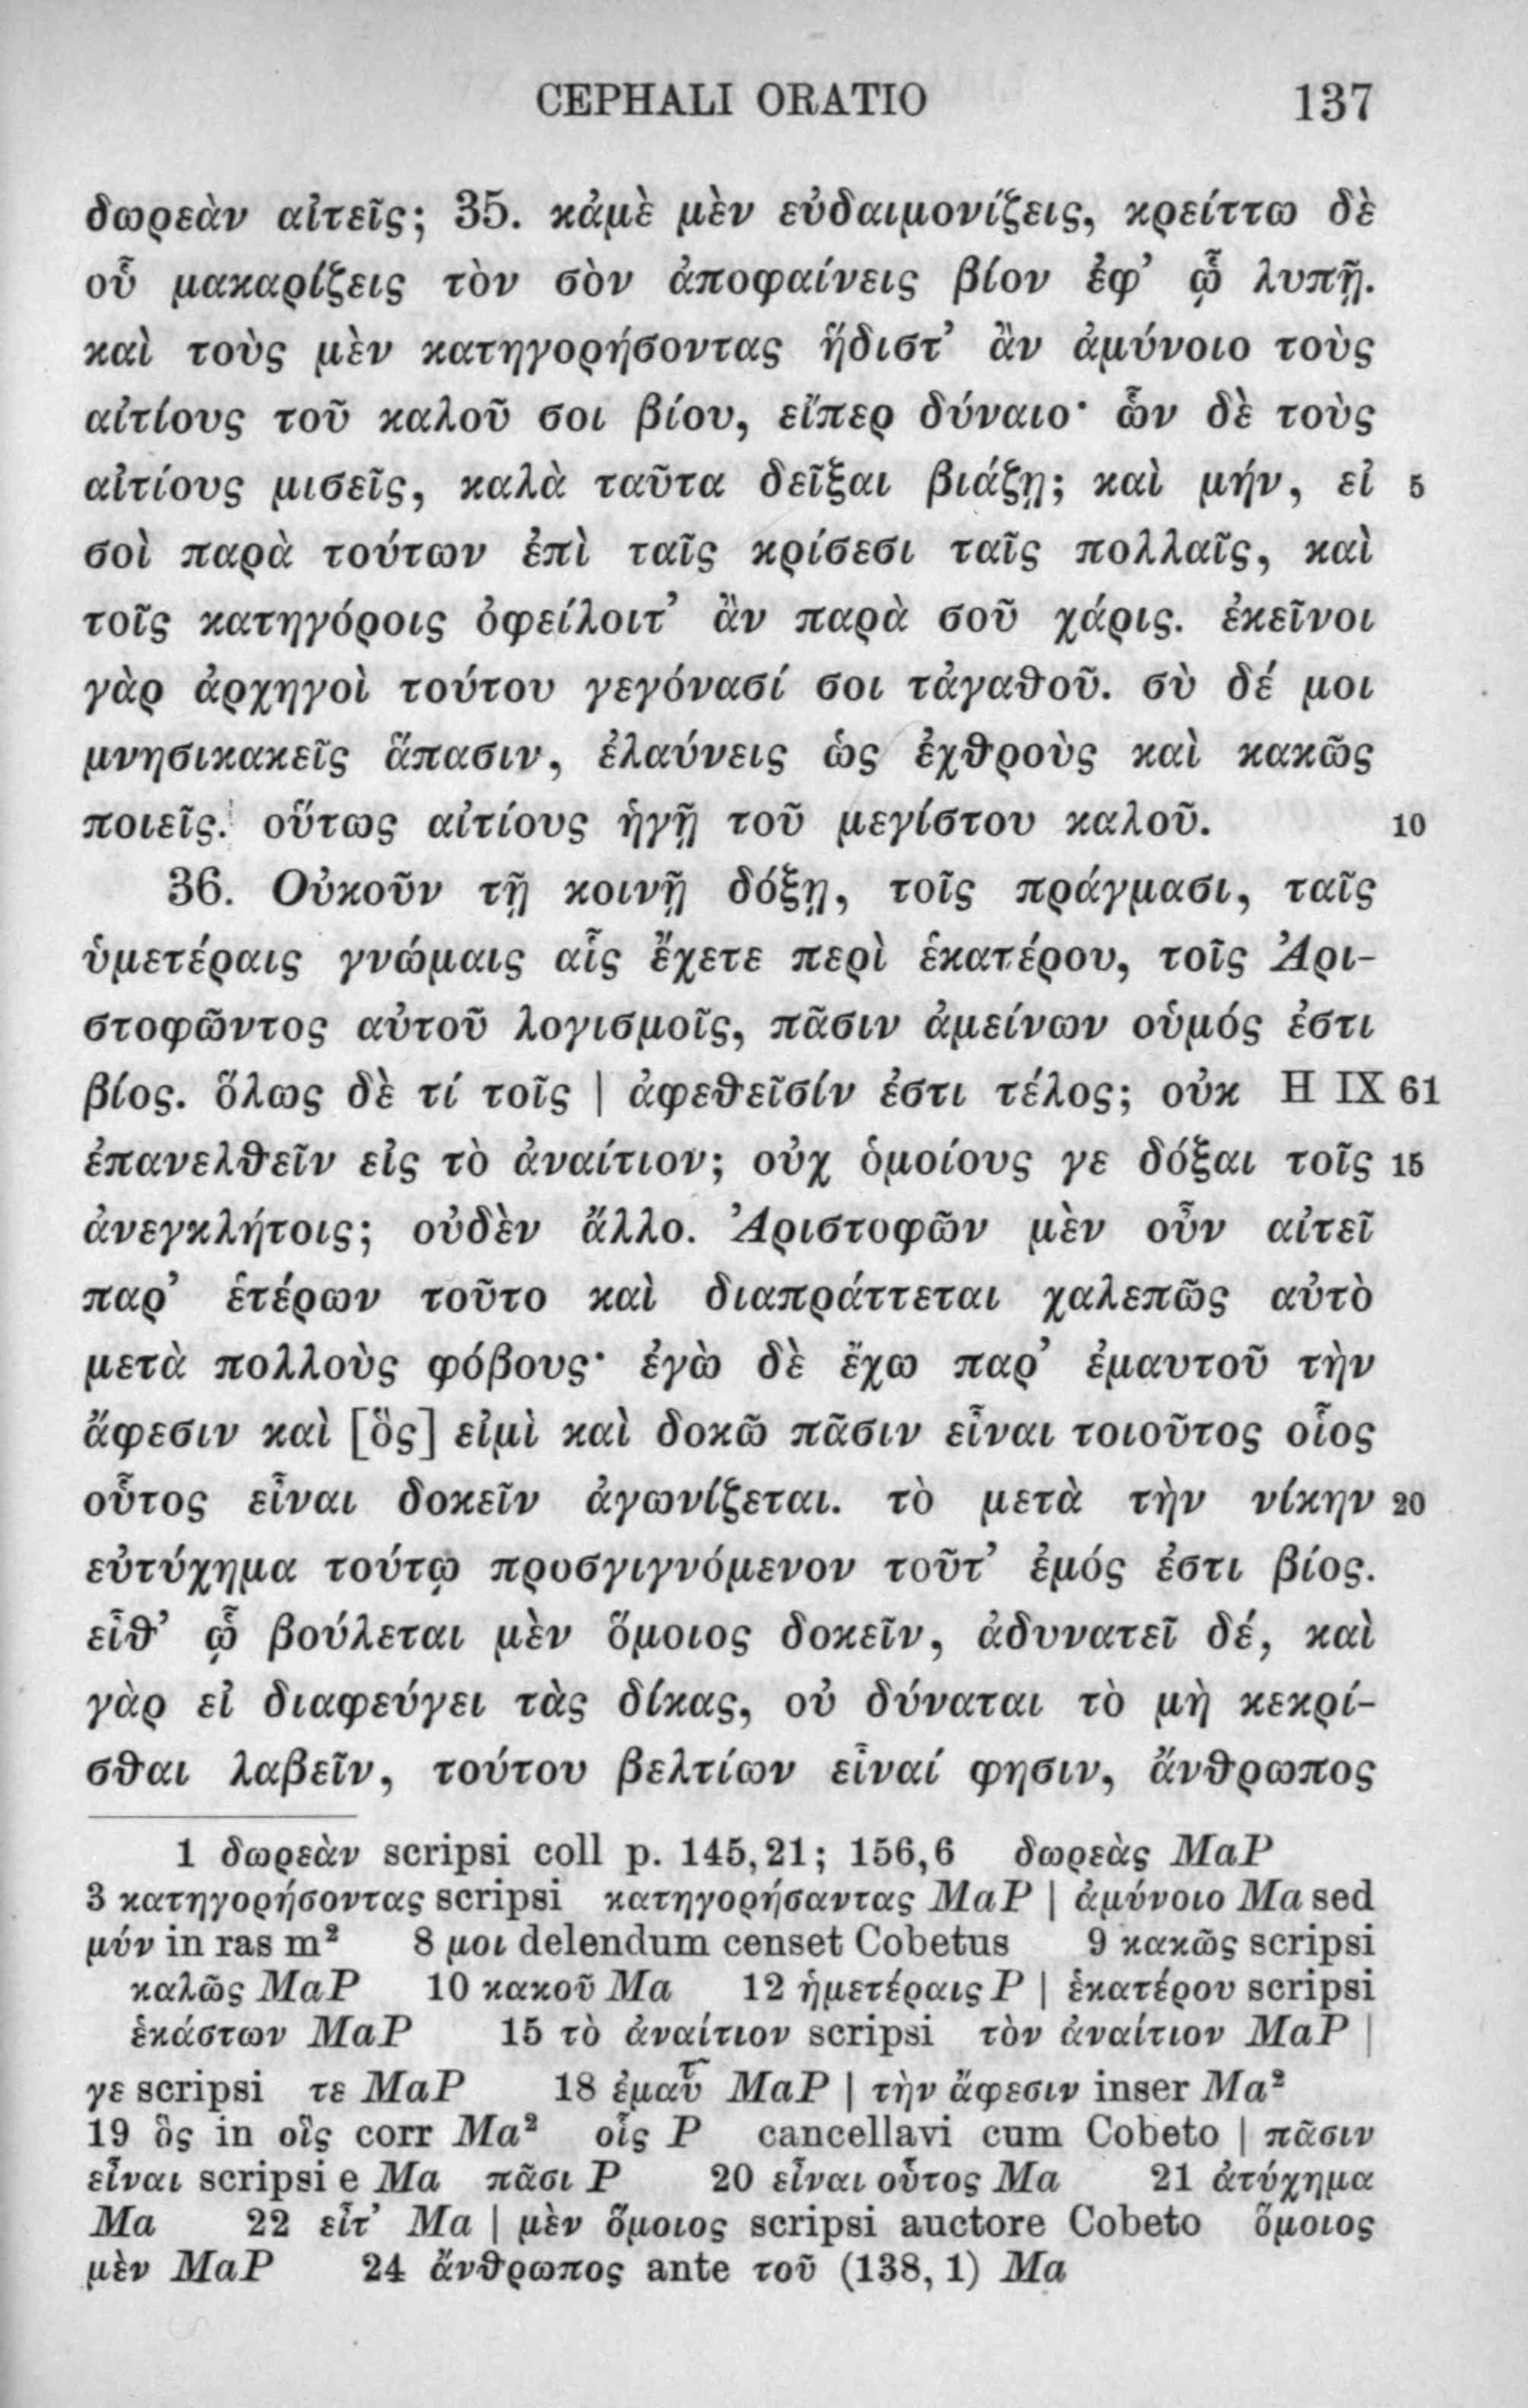 CEPHALI ORATIO 137
δωρεὰν αἰτεῖς; 35. κἀμὲ μὲν εὐδαιμονίζεις, κρείττω δὲ
οὗ μακαρίζεις τὸν σὸν ἀποφαίνεις βίον ἐφ’ ᾧ λυπῇ.
καὶ τοὺς μὲν κατηγορήσοντας ἥδιστ’ ἂν ἀμύνοιο τοὺς
αἰτίους τοῦ καλοῦ σοι βίου, εἴπερ δύναιο· ὧν δὲ τοὺς
αἰτίους μισεῖς, καλὰ ταῦτα δεῖξαι βιάζῃ; καὶ μήν, εἰ 5
σοὶ παρὰ τούτων ἐπὶ ταῖς κρίσεσι ταῖς πολλαῖς, καὶ
τοῖς κατηγόροις ὀφείλοιτ’ ἂν παρὰ σοῦ χάρις. ἐκεῖνοι
γὰρ ἀρχηγοὶ τούτου γεγόνασί σοι τἀγαθοῦ. σὺ δέ μοι
μνησικακεῖς ἅπασιν, ἐλαύνεις ὡς ἐχθροὺς καὶ κακῶς
ποιεῖς. οὕτως αἰτίους ἡγῇ τοῦ μεγίστου καλοῦ. 10
36. Οὐκοῦν τῇ κοινῇ δόξῃ, τοῖς πράγμασι, ταῖς
ὑμετέραις γνώμαις αἷς ἔχετε περὶ ἑκατέρου, τοῖς Ἀρι-
στοφῶντος αὐτοῦ λογισμοῖς, πᾶσιν ἀμείνων οὑμός ἐστι
βίος. ὅλως δὲ τί τοῖς | ἀφεθεῖσίν ἐστι τέλος; οὐκ H IX 61
ἐπανελθεῖν εἰς τὸ ἀναίτιον; οὐχ ὁμοίους γε δόξαι τοῖς 15
ἀνεγκλήτοις; οὐδὲν ἄλλο. Ἀριστοφῶν μὲν οὖν αἰτεῖ
παρ’ ἑτέρων τοῦτο καὶ διαπράττεται χαλεπῶς αὐτὸ
μετὰ πολλοὺς φόβους· ἐγὼ δὲ ἔχω παρ’ ἐμαυτοῦ τὴν
ἄφεσιν καὶ [ὃς] εἰμὶ καὶ δοκῶ πᾶσιν εἶναι τοιοῦτος οἷος
οὗτος εἶναι δοκεῖν ἀγωνίζεται. τὸ μετὰ τὴν νίκην 20
εὐτύχημα τούτῳ προσγιγνόμενον τοῦτ’ ἐμός ἐστι βίος.
εἶθ’ ᾧ βούλεται μὲν ὅμοιος δοκεῖν, ἀδυνατεῖ δέ, καὶ
γὰρ εἰ διαφεύγει τὰς δίκας, οὐ δύναται τὸ μὴ κεκρί-
σθαι λαβεῖν, τούτου βελτίων εἶναί φησιν, ἄνθρωπος
1 δωρεὰν scripsi coll p. 145,21; 156,6 δωρεὰς MaP
3 κατηγορήσοντας scripsi κατηγορήσαντας MaP | ἀμύνοιο Ma sed
μύν in ras m² 8 μοι delendum censet Cobetus 9 κακῶς scripsi
καλῶς MaP 10 κακοῦ Ma 12 ἡμετέραις P | ἑκατέρου scripsi
ἑκάστων MaP 15 τὸ ἀναίτιον scripsi τὸν ἀναίτιον MaP |
γε scripsi τε MaP 18 ἐμαῦτ MaP | τὴν ἄφεσιν inser Ma²
19 ὃς in οἷς corr Ma² οἷς P cancellavi cum Cobeto | πᾶσιν
εἶναι scripsi e Ma πᾶσι P 20 εἶναι οὗτος Ma 21 ἀτύχημα
Ma 22 εἶτ’ Ma | μὲν ὅμοιος scripsi auctore Cobeto ὅμοιος
μὲν MaP 24 ἄνθρωπος ante τοῦ (138, 1) Ma